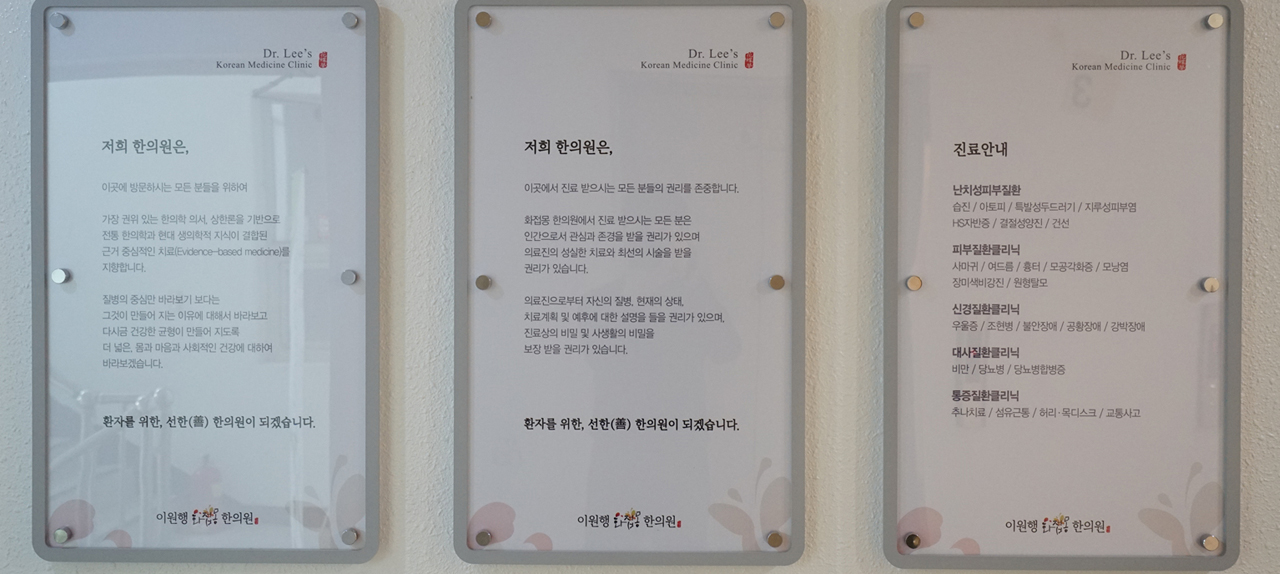 Dr. Lee's
Korean Medicine Clinic
저희 한의원은,
이곳에 방문하시는 모든 분들을 위하여
가장 권위 있는 한의학 의서, 상한론을 기반으로
전통 한의학과 현대 생의학적 지식이 결합된
근거 중심적인 치료(Evidence-based medicine)를
지향합니다.
질병의 중심만 바라보기 보다는
그것이 만들어 지는 이유에 대해서 바라보고
다시금 건강한 균형이 만들어 지도록
더 넓은, 몸과 마음과 사회적인 건강에 대하여
바라보겠습니다.
환자를 위한, 선한(善) 한의원이 되겠습니다.
이원행 화접몽 한의원
Dr. Lee's
Korean Medicine Clinic
저희 한의원은,
이곳에서 진료 받으시는 모든 분들의 권리를 존중합니다.
화접몽 한의원에서 진료 받으시는 모든 분은
인간으로서 관심과 존경을 받을 권리가 있으며
의료진의 성실한 치료와 최선의 시술을 받을
권리가 있습니다.
의료진으로부터 자신의 질병, 현재의 상태,
치료계획 및 예후에 대한 설명을 들을 권리가 있으며,
진료상의 비밀 및 사생활의 비밀을
보장 받을 권리가 있습니다.
환자를 위한, 선한(善) 한의원이 되겠습니다.
이원행 화접몽 한의원
Dr. Lee's
Korean Medicine Clinic
진료안내
난치성피부질환
습진 / 아토피 / 특발성두드러기 / 지루성피부염
HS자반증 / 결절성양진 / 건선
피부질환클리닉
사마귀 / 여드름 / 흉터 / 모공각화증 / 모낭염
장미색비강진 / 원형탈모
신경질환클리닉
우울증 / 조현병 / 불안장애 / 공황장애 / 강박장애
대사질환클리닉
비만 / 당뇨병 / 당뇨병합병증
통증질환클리닉
추나치료 / 섬유근통 / 허리·목디스크 / 교통사고
이원행 화접몽 한의원